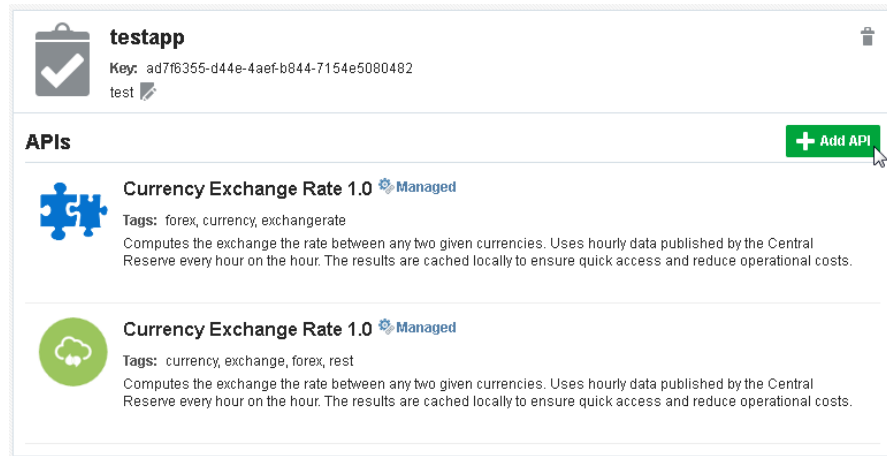 testapp
Key: ad7f6355-d44e-4aef-b844-7154e5080482
test
APIs
Add API
Currency Exchange Rate 1.0 Managed
Tags: forex, currency, exchangerate
Computes the exchange the rate between any two given currencies. Uses hourly data published by the Central
Reserve every hour on the hour. The results are cached locally to ensure quick access and reduce operational costs.
Currency Exchange Rate 1.0 Managed
Tags: currency, exchange, forex, rest
Computes the exchange the rate between any two given currencies. Uses hourly data published by the Central
Reserve every hour on the hour. The results are cached locally to ensure quick access and reduce operational costs.